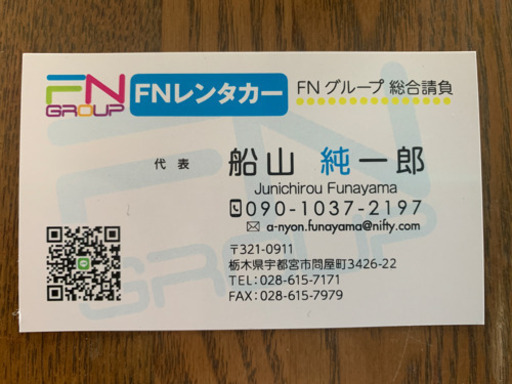 FN
GROUP
FNレンタカー
FN グループ 総合請負
代表 船山 純一郎
Junichirou Funayama
090-1037-2197
a-nyon.funayama@nifty.com
〒321-0911
栃木県宇都宮市問屋町3426-22
TEL:028-615-7171
FAX:028-615-7979